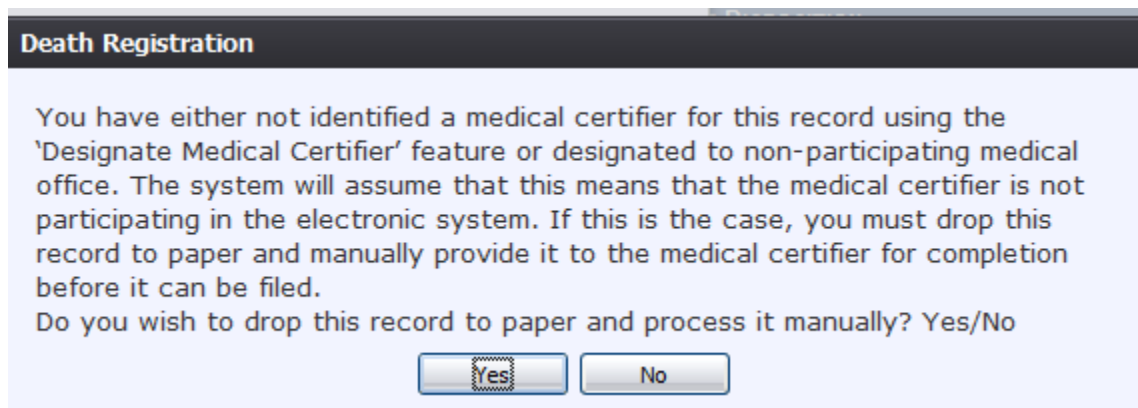 Death Registration
You have either not identified a medical certifier for this record using the
‘Designate Medical Certifier’ feature or designated to non-participating medical
office. The system will assume that this means that the medical certifier is not
participating in the electronic system. If this is the case, you must drop this
record to paper and manually provide it to the medical certifier for completion
before it can be filed.
Do you wish to drop this record to paper and process it manually? Yes/No
Yes No